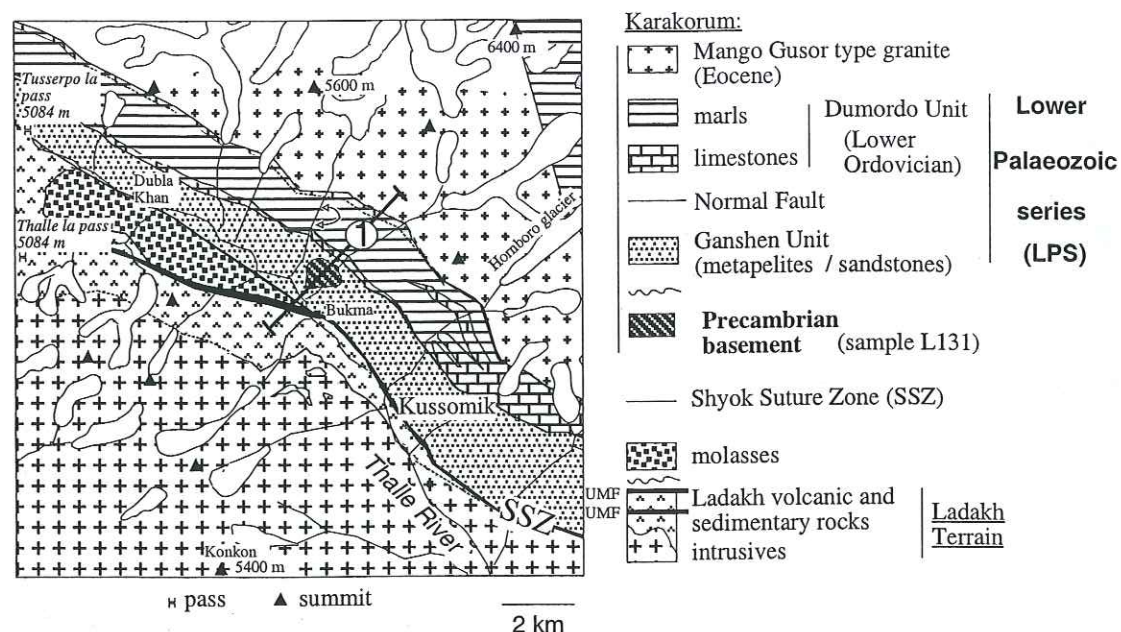 6400 m
Tusserpo la
pass
5084 m
5600 m
Dubla
Khan
Thalle la pass
5084 m
1
Homboro glacier
Bukma
Kussomik
Thalle River
SSZ
Konkon
5400 m
pass
summit
2 km
Karakorum:
Mango Gusor type granite
(Eocene)
marls
limestones
Dumordo Unit
(Lower
Ordovician)
Lower
Palaeozoic
series
(LPS)
Normal Fault
Ganshen Unit
(metapelites / sandstones)
Precambrian
basement (sample L131)
Shyok Suture Zone (SSZ)
molasses
UMF
UMF
Ladakh volcanic and
sedimentary rocks
intrusives
Ladakh
Terrain